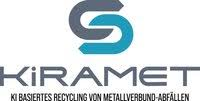 KiRAMET
KI BASIERTES RECYCLING VON METALLVERBUND-ABFÄLLEN